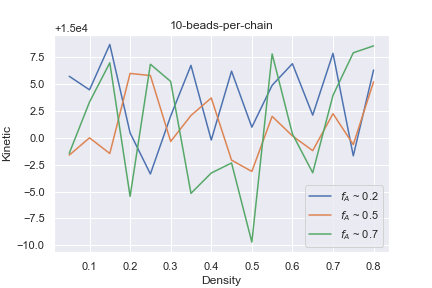 10-beads-per-chain
+1.5e4
7.5
5.0
2.5
0.0
−2.5
−5.0
−7.5
−10.0
Kinetic
0.1 0.2 0.3 0.4 0.5 0.6 0.7 0.8
Density
f_A ~ 0.2
f_A ~ 0.5
f_A ~ 0.7